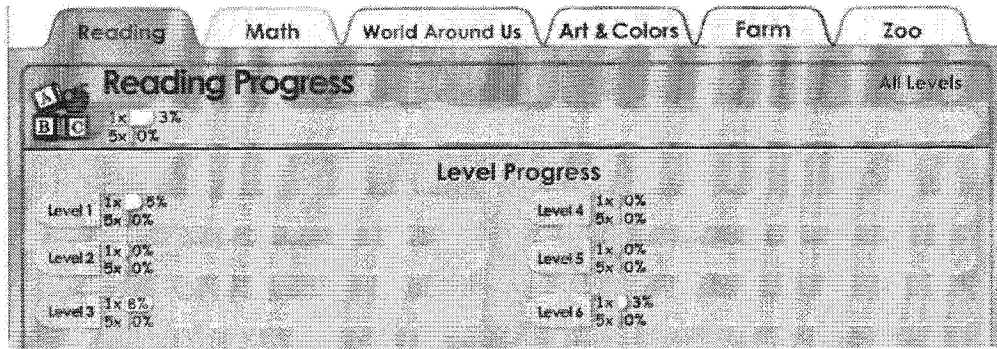 Reading Math World Around Us Art & Colors Farm Zoo
Reading Progress All Levels
A
B C
1x 3%
5x 0%
Level Progress
Level 1 1x 5%
5x 0%
Level 4 1x 0%
5x 0%
Level 2 1x 0%
5x 0%
Level 5 1x 0%
5x 0%
Level 3 1x 6%
5x 0%
Level 6 1x 3%
5x 0%